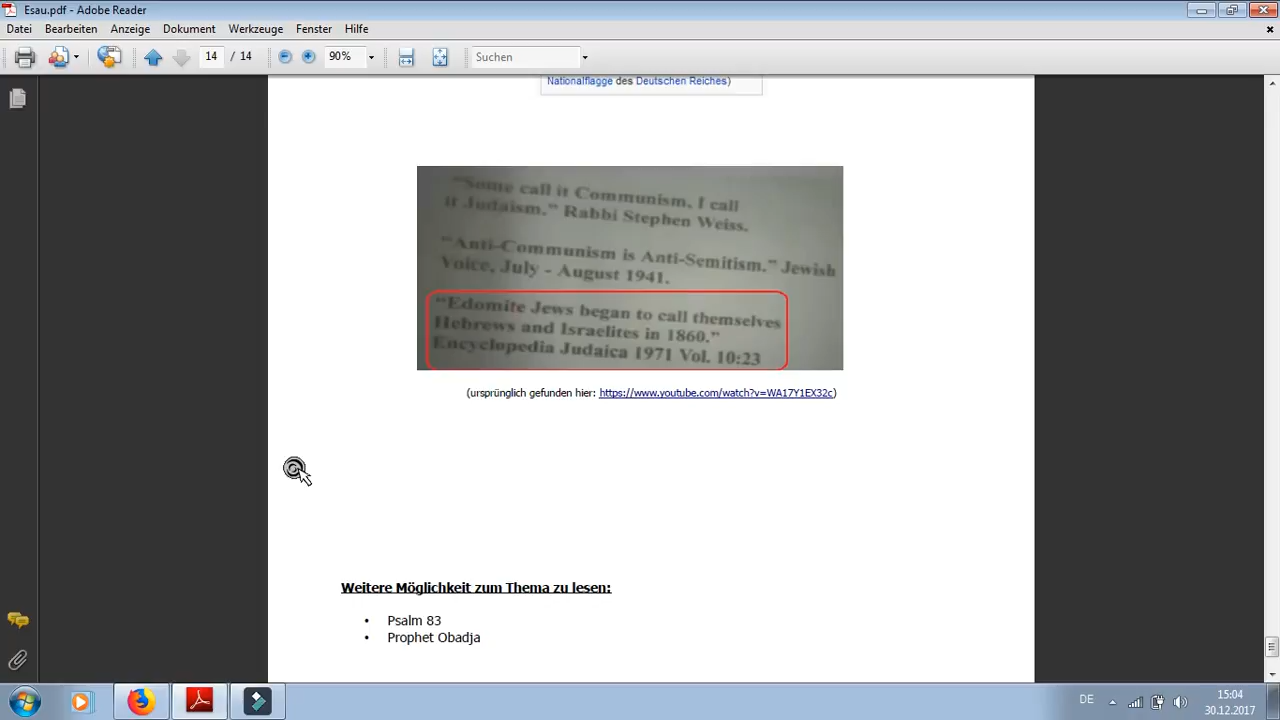 Esau.pdf - Adobe Reader
Datei Bearbeiten Anzeige Dokument Werkzeuge Fenster Hilfe
14 / 14 90% Suchen
Nationalflagge des Deutschen Reiches)
"Some call it Communism, I call
it Judaism." Rabbi Stephen Weiss.
"Anti-Communism is Anti-Semitism." Jewish
Voice, July - August 1941.
"Edomite Jews began to call themselves
Hebrews and Israelites in 1860."
Encyclopedia Judaica 1971 Vol. 10:23
(ursprünglich gefunden hier: https://www.youtube.com/watch?v=WA17Y1EX32c)
Weitere Möglichkeit zum Thema zu lesen:
• Psalm 83
• Prophet Obadja
DE
15:04
30.12.2017